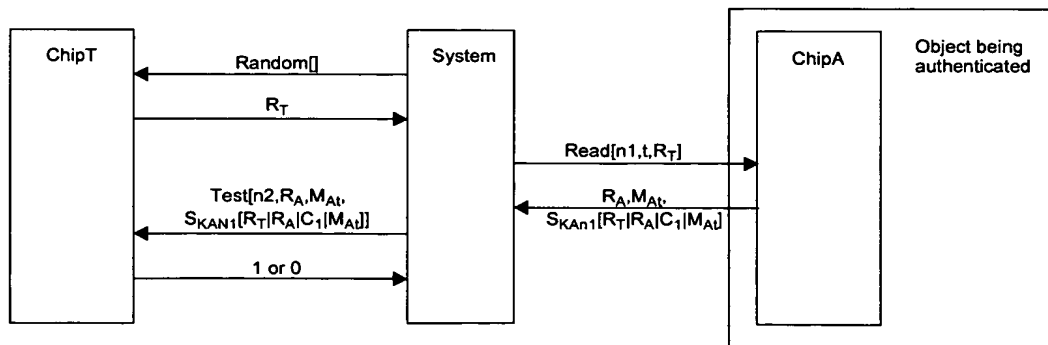 ChipT
System
ChipA
Object being
authenticated
Random[]
R_T
Read[n1,t,R_T]
R_A,M_At,
S_KAn1[R_T|R_A|C_1|M_At]
Test[n2,R_A,M_At,
S_KAN1[R_T|R_A|C_1|M_At]]
1 or 0